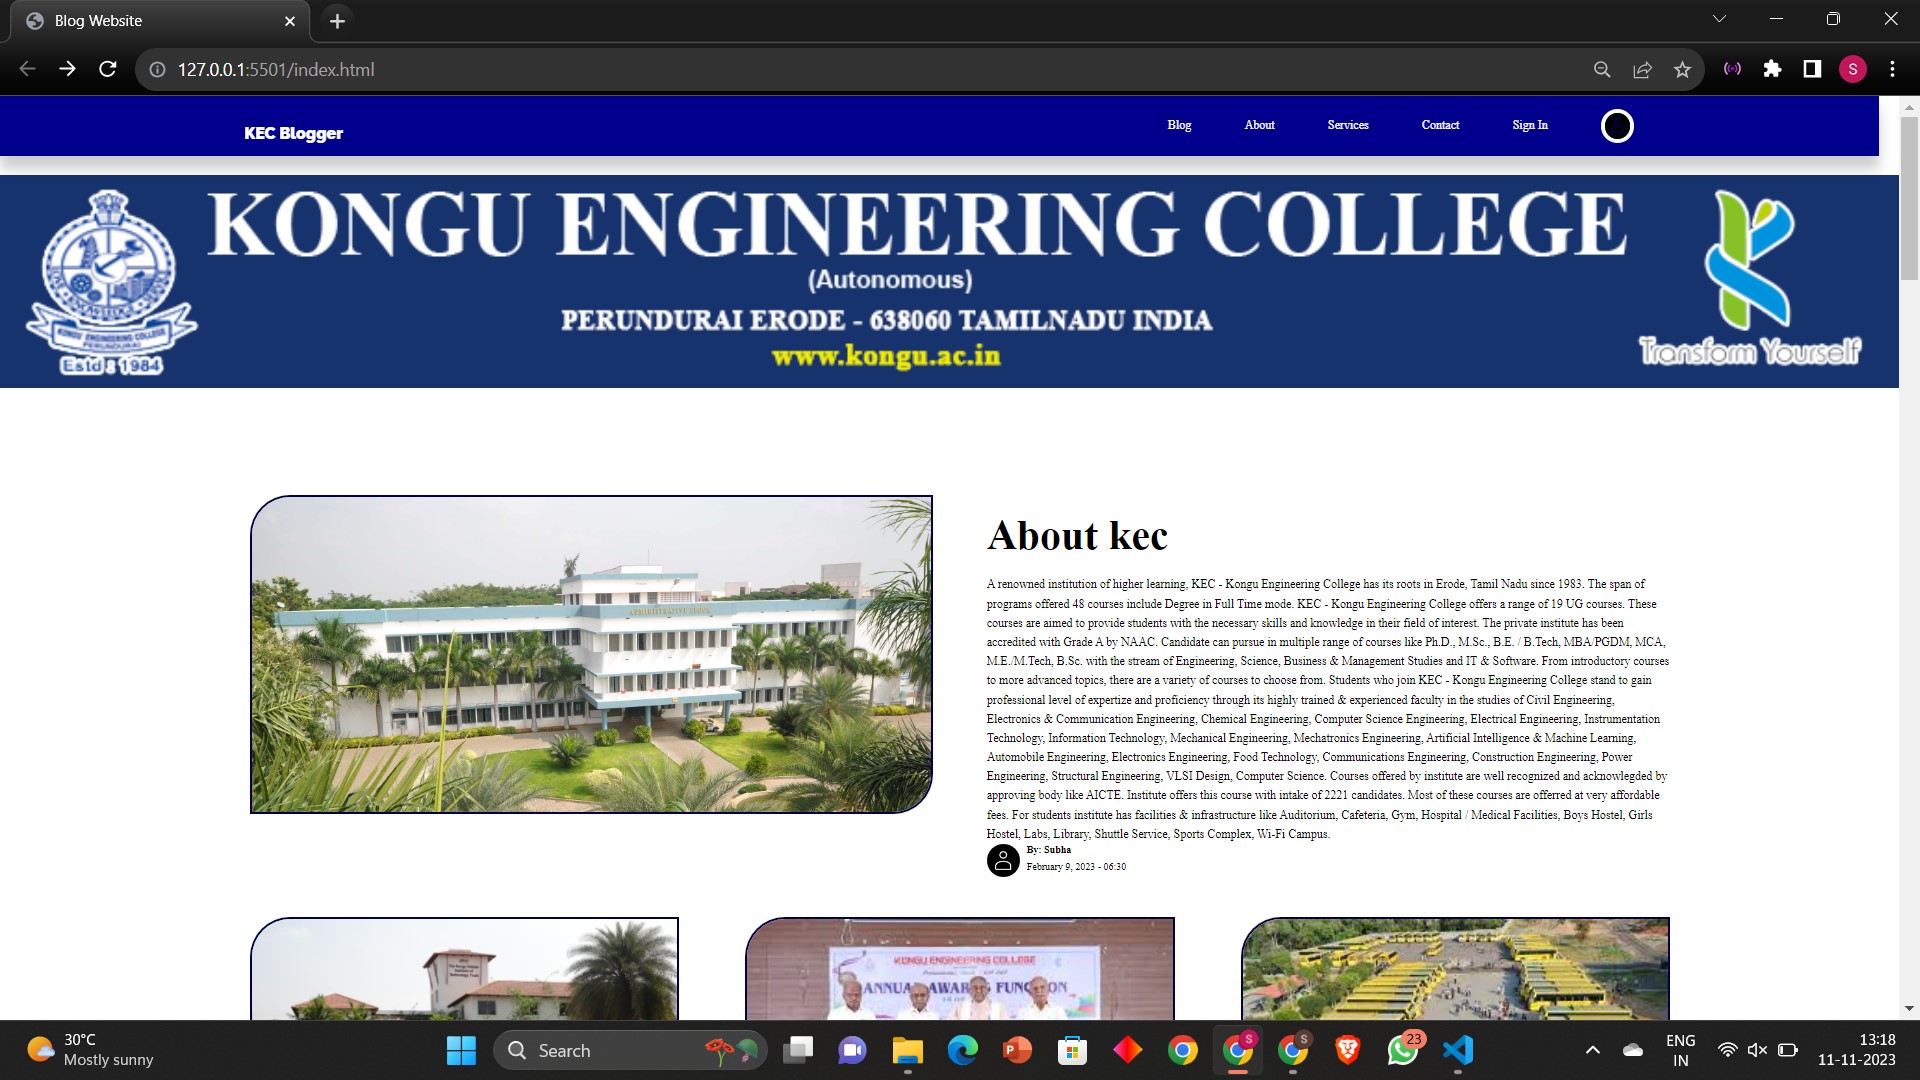 Blog Website
127.0.0.1:5501/index.html
S
KEC Blogger
Blog
About
Services
Contact
Sign In
KONGU ENGINEERING COLLEGE
(Autonomous)
PERUNDURAI ERODE - 638060 TAMILNADU INDIA
www.kongu.ac.in
KONGU ENGINEERING COLLEGE
PERUNDURAI
Estd : 1984
Transform Yourself
ADMINISTRATIVE BLOCK
About kec
A renowned institution of higher learning, KEC - Kongu Engineering College has its roots in Erode, Tamil Nadu since 1983. The span of
programs offered 48 courses include Degree in Full Time mode. KEC - Kongu Engineering College offers a range of 19 UG courses. These
courses are aimed to provide students with the necessary skills and knowledge in their field of interest. The private institute has been
accredited with Grade A by NAAC. Candidate can pursue in multiple range of courses like Ph.D., M.Sc., B.E. / B.Tech, MBA/PGDM, MCA,
M.E./M.Tech, B.Sc. with the stream of Engineering, Science, Business & Management Studies and IT & Software. From introductory courses
to more advanced topics, there are a variety of courses to choose from. Students who join KEC - Kongu Engineering College stand to gain
professional level of expertize and proficiency through its highly trained & experienced faculty in the studies of Civil Engineering,
Electronics & Communication Engineering, Chemical Engineering, Computer Science Engineering, Electrical Engineering, Instrumentation
Technology, Information Technology, Mechanical Engineering, Mechatronics Engineering, Artificial Intelligence & Machine Learning,
Automobile Engineering, Electronics Engineering, Food Technology, Communications Engineering, Construction Engineering, Power
Engineering, Structural Engineering, VLSI Design, Computer Science. Courses offered by institute are well recognized and acknowlegded by
approving body like AICTE. Institute offers this course with intake of 2221 candidates. Most of these courses are offerred at very affordable
fees. For students institute has facilities & infrastructure like Auditorium, Cafeteria, Gym, Hospital / Medical Facilities, Boys Hostel, Girls
Hostel, Labs, Library, Shuttle Service, Sports Complex, Wi-Fi Campus.
By: Subha
February 9, 2023 - 06:30
KONGU ENGINEERING COLLEGE
ANNUAL AWARDS FUNCTION
30°C
Mostly sunny
Search
P
S
S
23
ENG
IN
13:18
11-11-2023